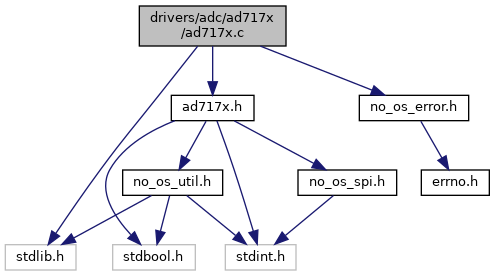 drivers/adc/ad717x
/ad717x.c
ad717x.h
no_os_error.h
no_os_util.h
no_os_spi.h
errno.h
stdlib.h
stdbool.h
stdint.h